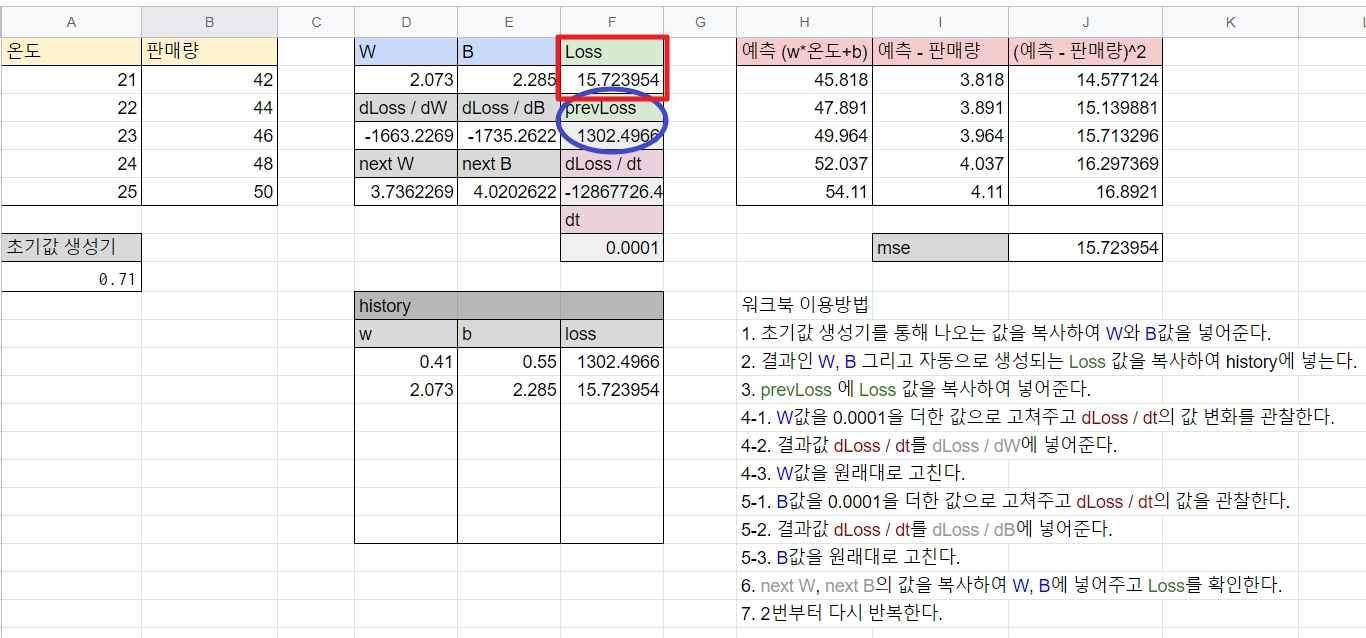 A B C D E F G H I J K L
온도 판매량 W B Loss 예측 (w*온도+b) 예측 - 판매량 (예측 - 판매량)^2
21 42 2.073 2.285 15.723954 45.818 3.818 14.577124
22 44 dLoss / dW dLoss / dB prevLoss 47.891 3.891 15.139881
23 46 -1663.2269 -1735.2622 1302.4966 49.964 3.964 15.713296
24 48 next W next B dLoss / dt 52.037 4.037 16.297369
25 50 3.7362269 4.0202622 -12867726.4 54.11 4.11 16.8921
dt
초기값 생성기 0.0001 mse 15.723954
0.71
history 워크북 이용방법
w b loss 1. 초기값 생성기를 통해 나오는 값을 복사하여 W와 B값을 넣어준다.
0.41 0.55 1302.4966 2. 결과인 W, B 그리고 자동으로 생성되는 Loss 값을 복사하여 history에 넣는다.
2.073 2.285 15.723954 3. prevLoss 에 Loss 값을 복사하여 넣어준다.
4-1. W값을 0.0001을 더한 값으로 고쳐주고 dLoss / dt의 값 변화를 관찰한다.
4-2. 결과값 dLoss / dt를 dLoss / dW에 넣어준다.
4-3. W값을 원래대로 고친다.
5-1. B값을 0.0001을 더한 값으로 고쳐주고 dLoss / dt의 값을 관찰한다.
5-2. 결과값 dLoss / dt를 dLoss / dB에 넣어준다.
5-3. B값을 원래대로 고친다.
6. next W, next B의 값을 복사하여 W, B에 넣어주고 Loss를 확인한다.
7. 2번부터 다시 반복한다.